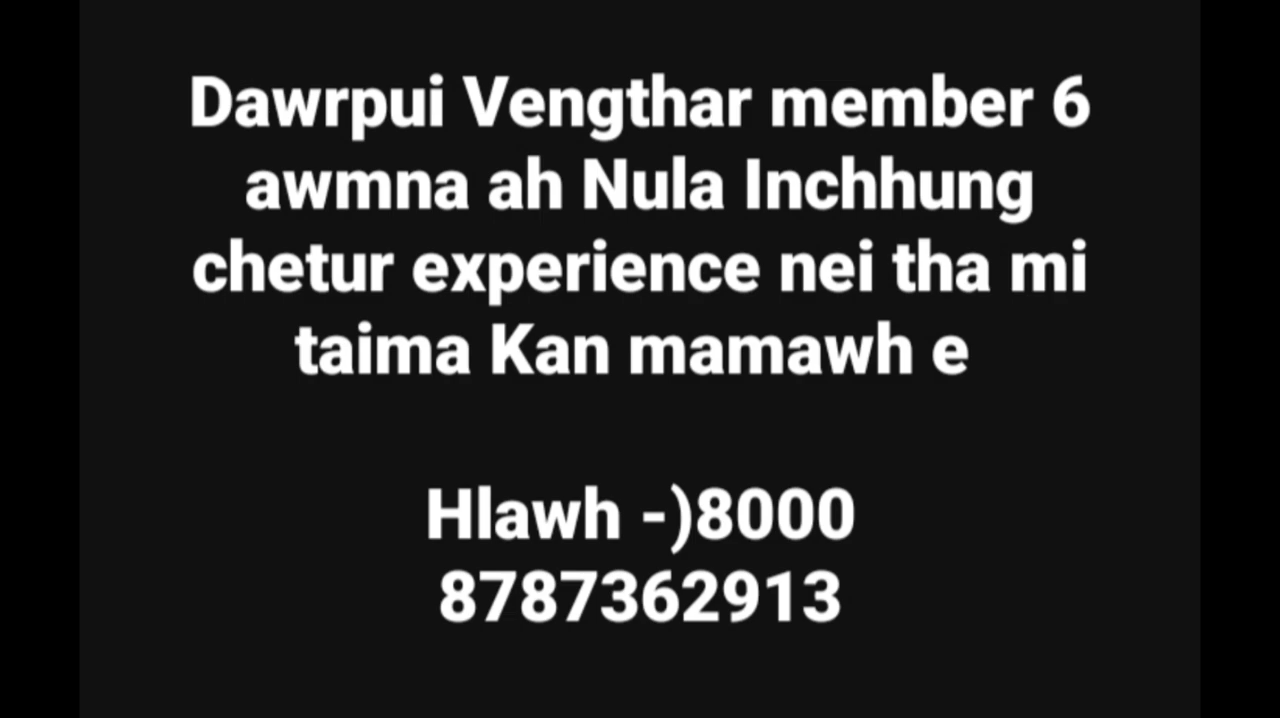 Dawrpui Vengthar member 6
awmna ah Nula Inchhung
chetur experience nei tha mi
taima Kan mamawh e
Hlawh -)8000
8787362913